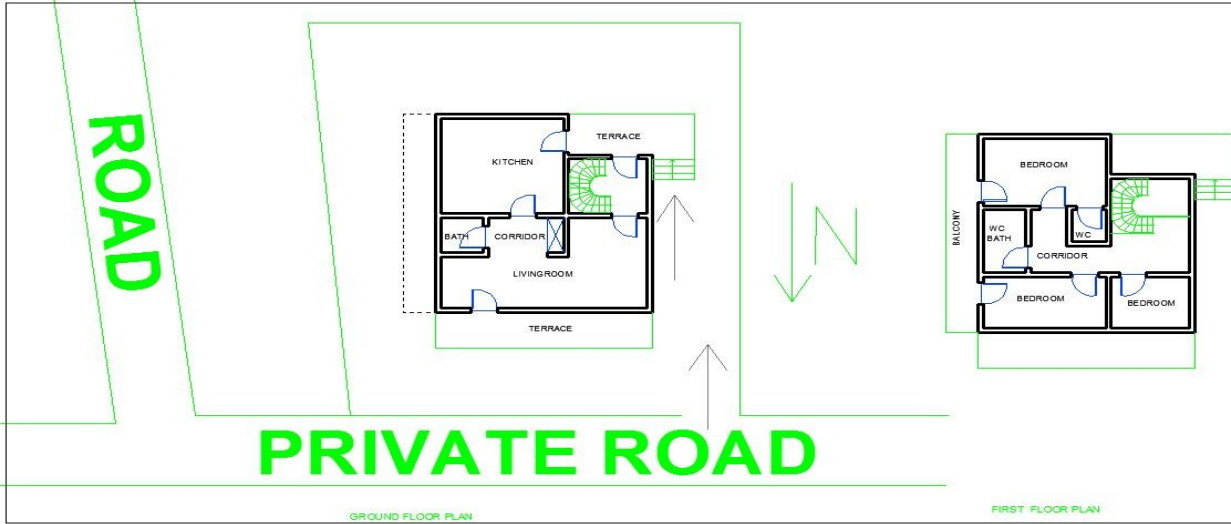 ROAD
TERRACE
KITCHEN
BATH
CORRIDOR
LIVINGROOM
TERRACE
N
PRIVATE ROAD
GROUND FLOOR PLAN
BEDROOM
BALCONY
WC
BATH
WC
CORRIDOR
BEDROOM
BEDROOM
FIRST FLOOR PLAN